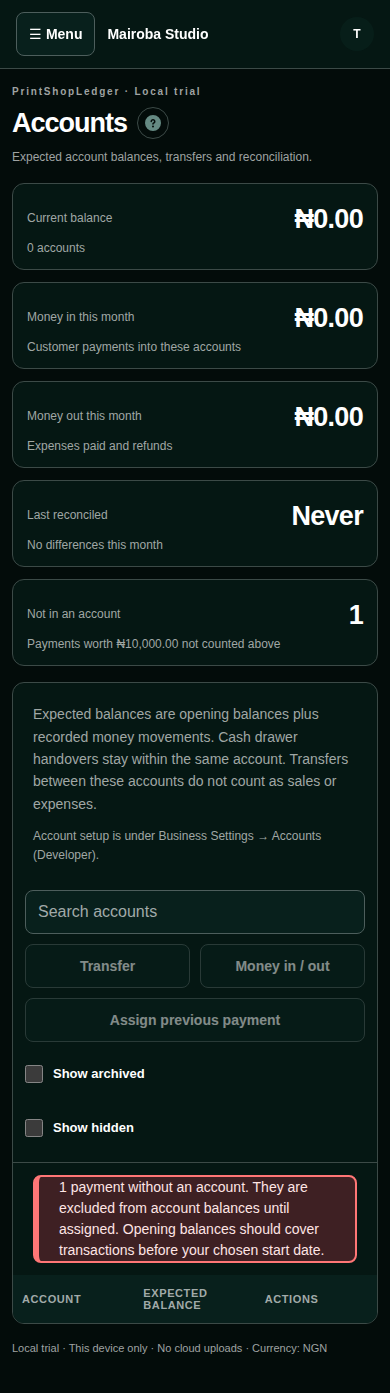 ☰ Menu Mairoba Studio T
PrintShopLedger · Local trial
Accounts ?
Expected account balances, transfers and reconciliation.
Current balance ₦0.00
0 accounts
Money in this month ₦0.00
Customer payments into these accounts
Money out this month ₦0.00
Expenses paid and refunds
Last reconciled Never
No differences this month
Not in an account 1
Payments worth ₦10,000.00 not counted above
Expected balances are opening balances plus
recorded money movements. Cash drawer
handovers stay within the same account. Transfers
between these accounts do not count as sales or
expenses.
Account setup is under Business Settings → Accounts
(Developer).
Search accounts
Transfer Money in / out
Assign previous payment
Show archived
Show hidden
1 payment without an account. They are
excluded from account balances until
assigned. Opening balances should cover
transactions before your chosen start date.
ACCOUNT EXPECTED BALANCE ACTIONS
Local trial · This device only · No cloud uploads · Currency: NGN